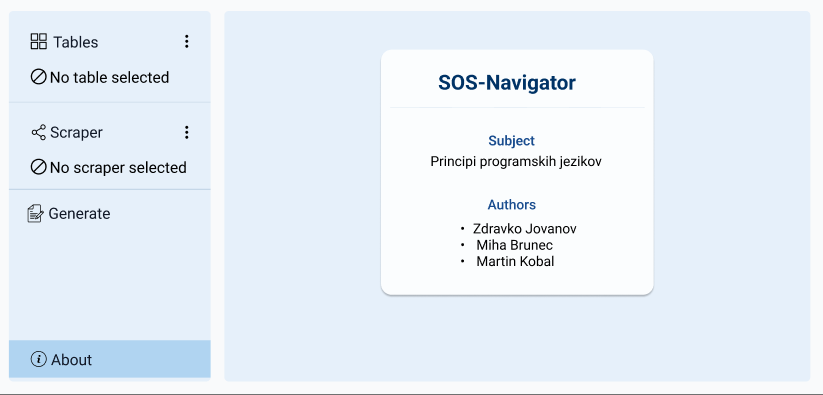 Tables
No table selected
Scraper
No scraper selected
Generate
About
SOS-Navigator
Subject
Principi programskih jezikov
Authors
• Zdravko Jovanov
• Miha Brunec
• Martin Kobal